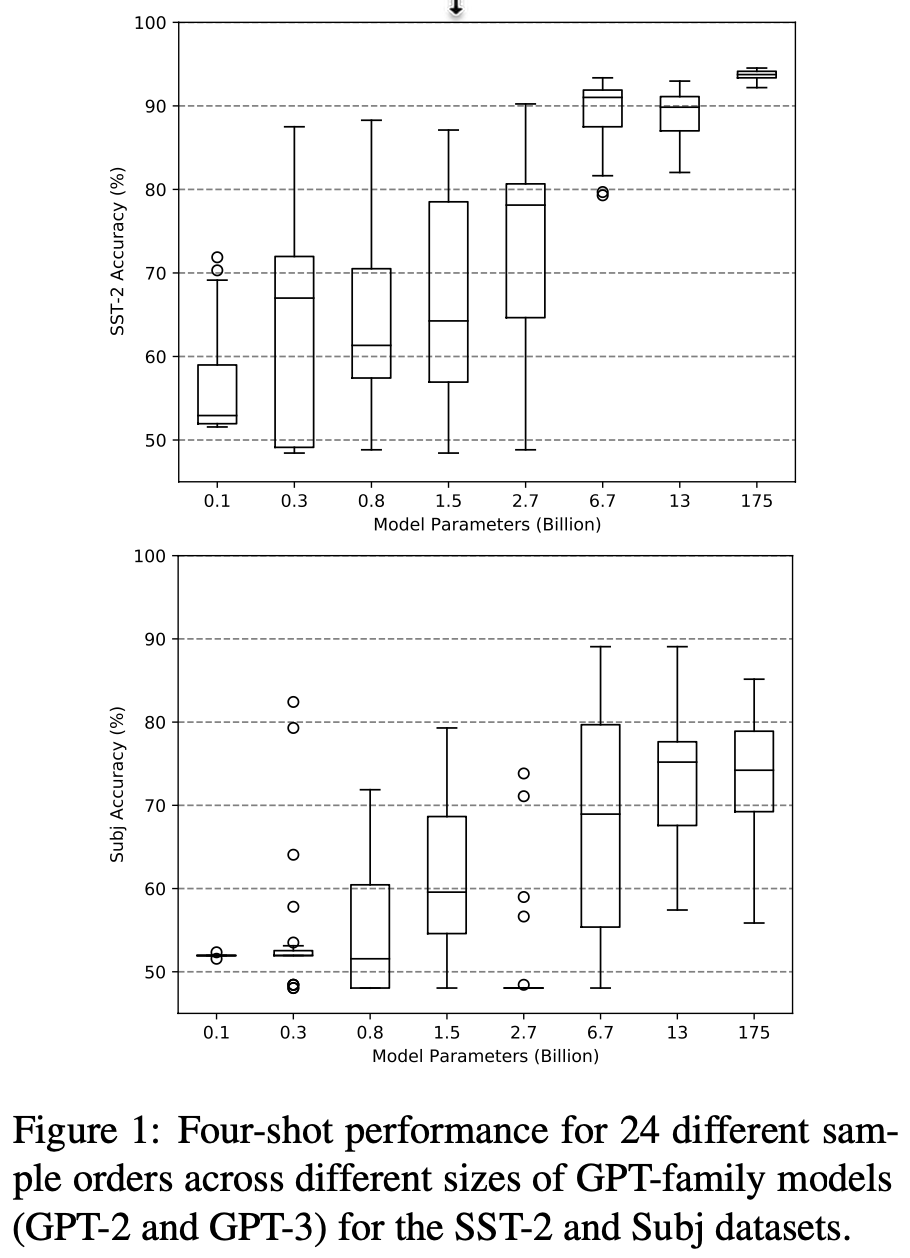 100
90
80
70
60
50
SST-2 Accuracy (%)
0.1 0.3 0.8 1.5 2.7 6.7 13 175
Model Parameters (Billion)
100
90
80
70
60
50
Subj Accuracy (%)
0.1 0.3 0.8 1.5 2.7 6.7 13 175
Model Parameters (Billion)
Figure 1: Four-shot performance for 24 different sam-
ple orders across different sizes of GPT-family models
(GPT-2 and GPT-3) for the SST-2 and Subj datasets.